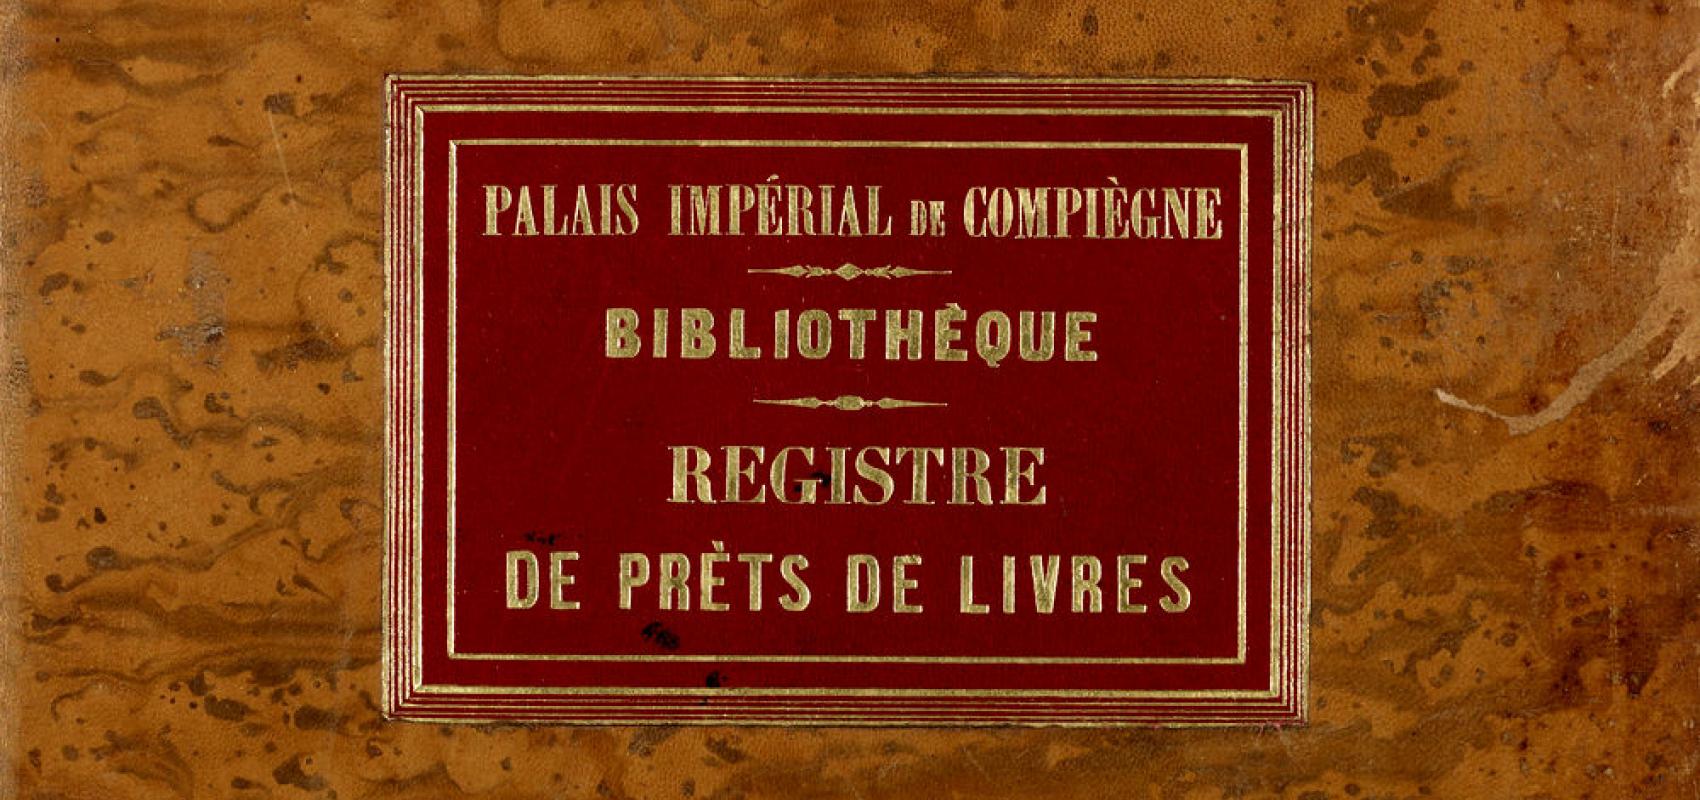 PALAIS IMPÉRIAL DE COMPIÈGNE
BIBLIOTHÈQUE
REGISTRE
DE PRÊTS DE LIVRES